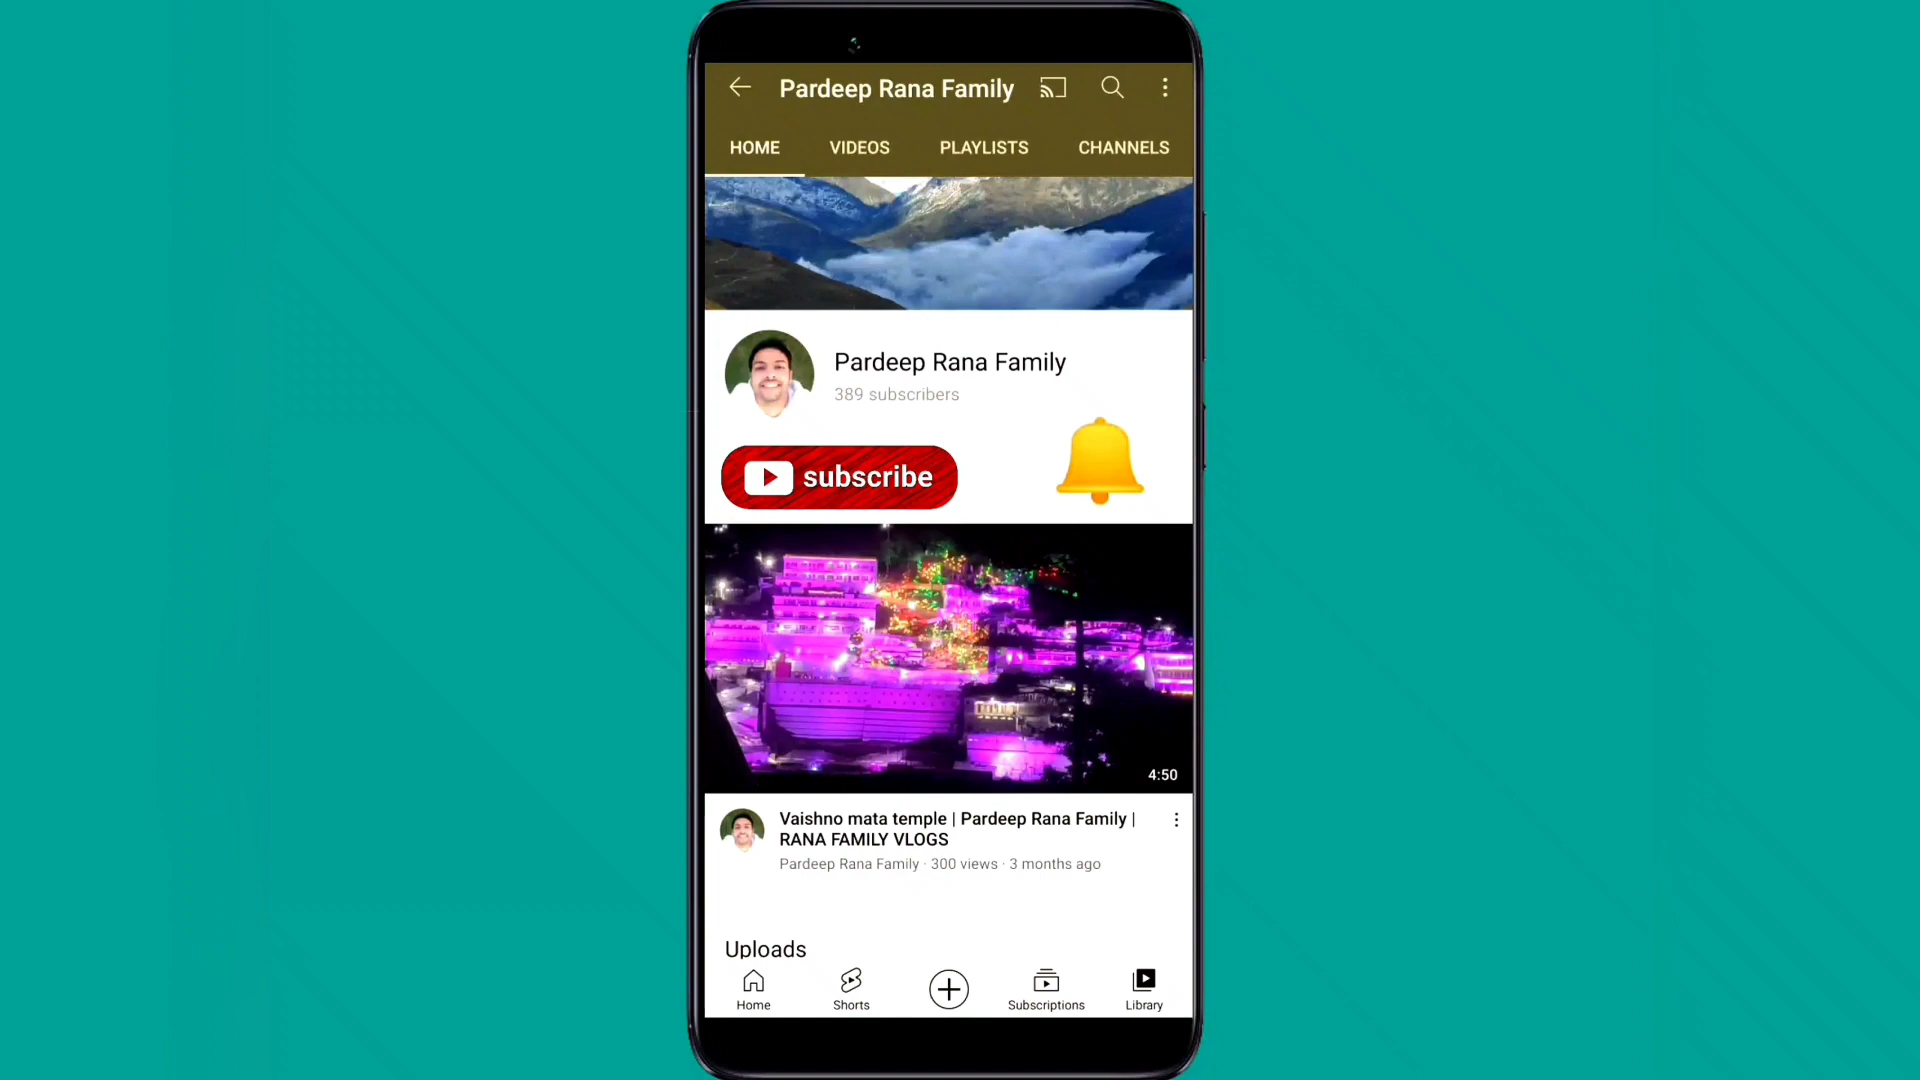 Pardeep Rana Family
HOME VIDEOS PLAYLISTS CHANNELS
Pardeep Rana Family
389 subscribers
subscribe
4:50
Vaishno mata temple | Pardeep Rana Family |
RANA FAMILY VLOGS
Pardeep Rana Family · 300 views · 3 months ago
Uploads
Home Shorts Subscriptions Library